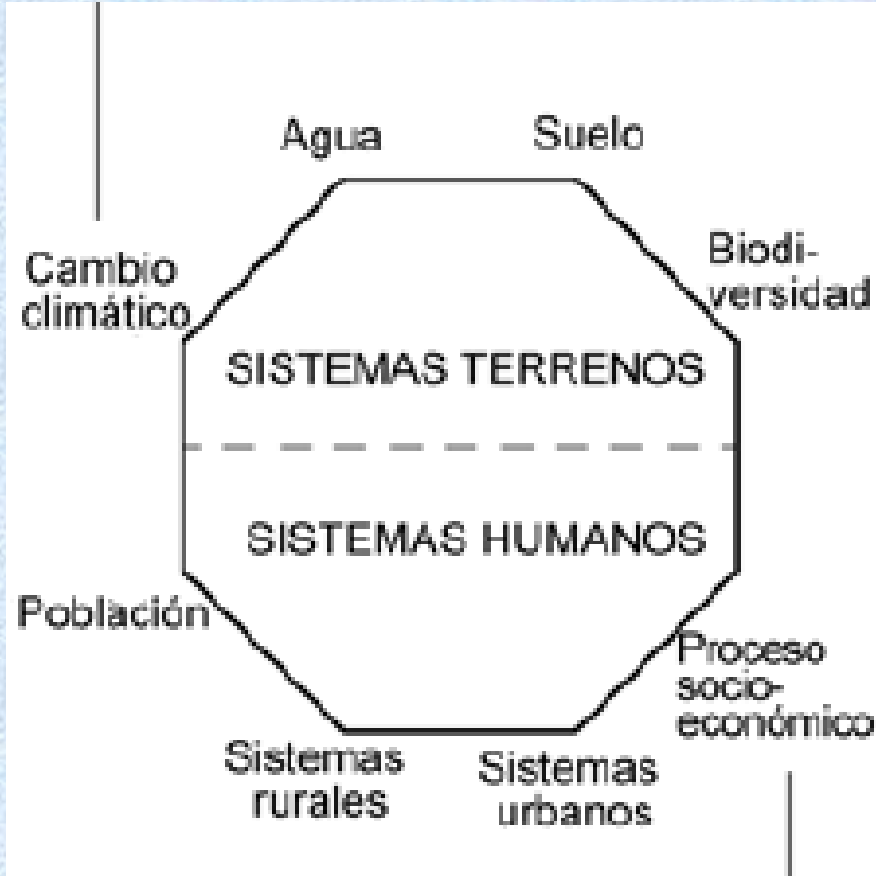 Agua
Suelo
Cambio
climático
Biodi-
versidad
SISTEMAS TERRENOS
SISTEMAS HUMANOS
Población
Proceso
socio-
económico
Sistemas
rurales
Sistemas
urbanos